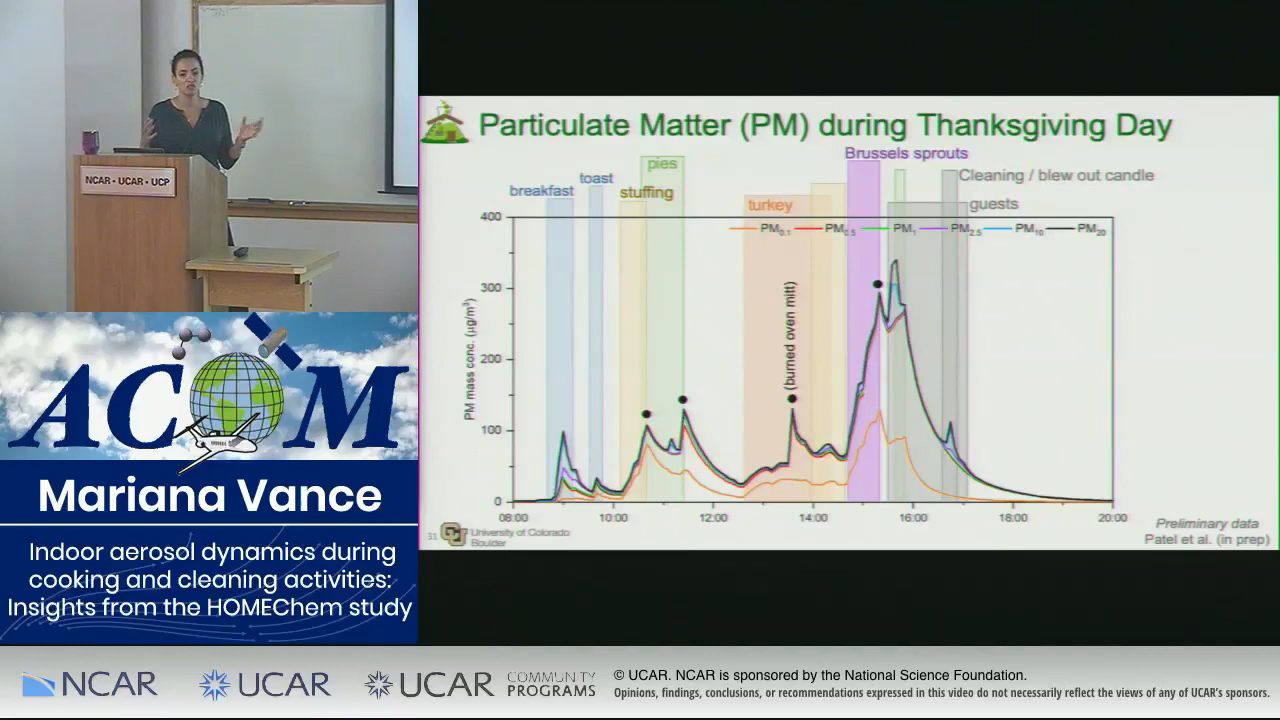 NCAR · UCAR · UCP
Particulate Matter (PM) during Thanksgiving Day
Brussels sprouts
pies
Cleaning / blew out candle
toast
breakfast
stuffing
turkey
guests
PM0.1 PM0.5 PM1 PM2.5 PM10 PM20
PM mass conc. (µg/m³)
400
300
200
100
0
(burned oven mitt)
08:00 10:00 12:00 14:00 16:00 18:00 20:00
31
University of Colorado
Boulder
Preliminary data
Patel et al. (in prep)
ACOM
Mariana Vance
Indoor aerosol dynamics during
cooking and cleaning activities:
Insights from the HOMEChem study
NCAR
UCAR
UCAR
COMMUNITY
PROGRAMS
© UCAR. NCAR is sponsored by the National Science Foundation.
Opinions, findings, conclusions, or recommendations expressed in this video do not necessarily reflect the views of any of UCAR's sponsors.